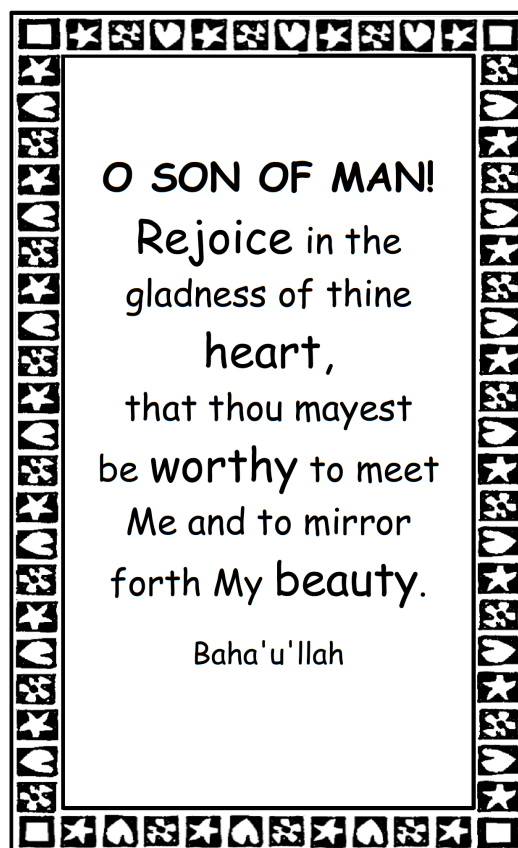 O SON OF MAN!
Rejoice in the
gladness of thine
heart,
that thou mayest
be worthy to meet
Me and to mirror
forth My beauty.
Baha'u'llah